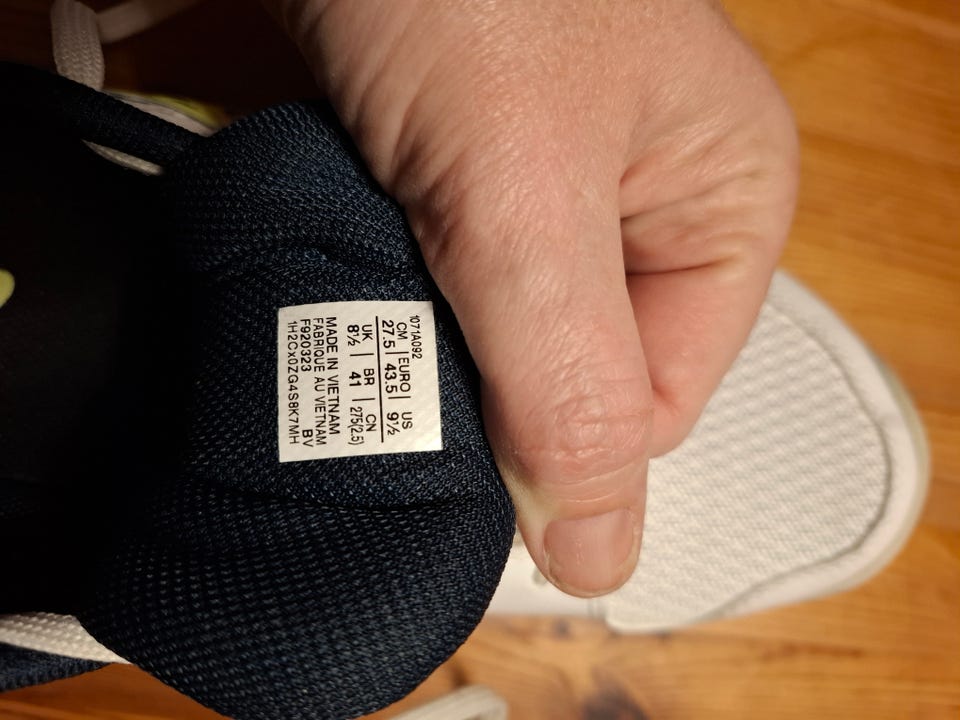 1071A092
CM | EURO | US
27.5 | 43.5 | 9½
UK | BR | CN
8½ | 41 | 275(2.5)
MADE IN VIETNAM
FABRIQUE AU VIETNAM
F920323 BV
1H2Cx0ZG4S8K7MH